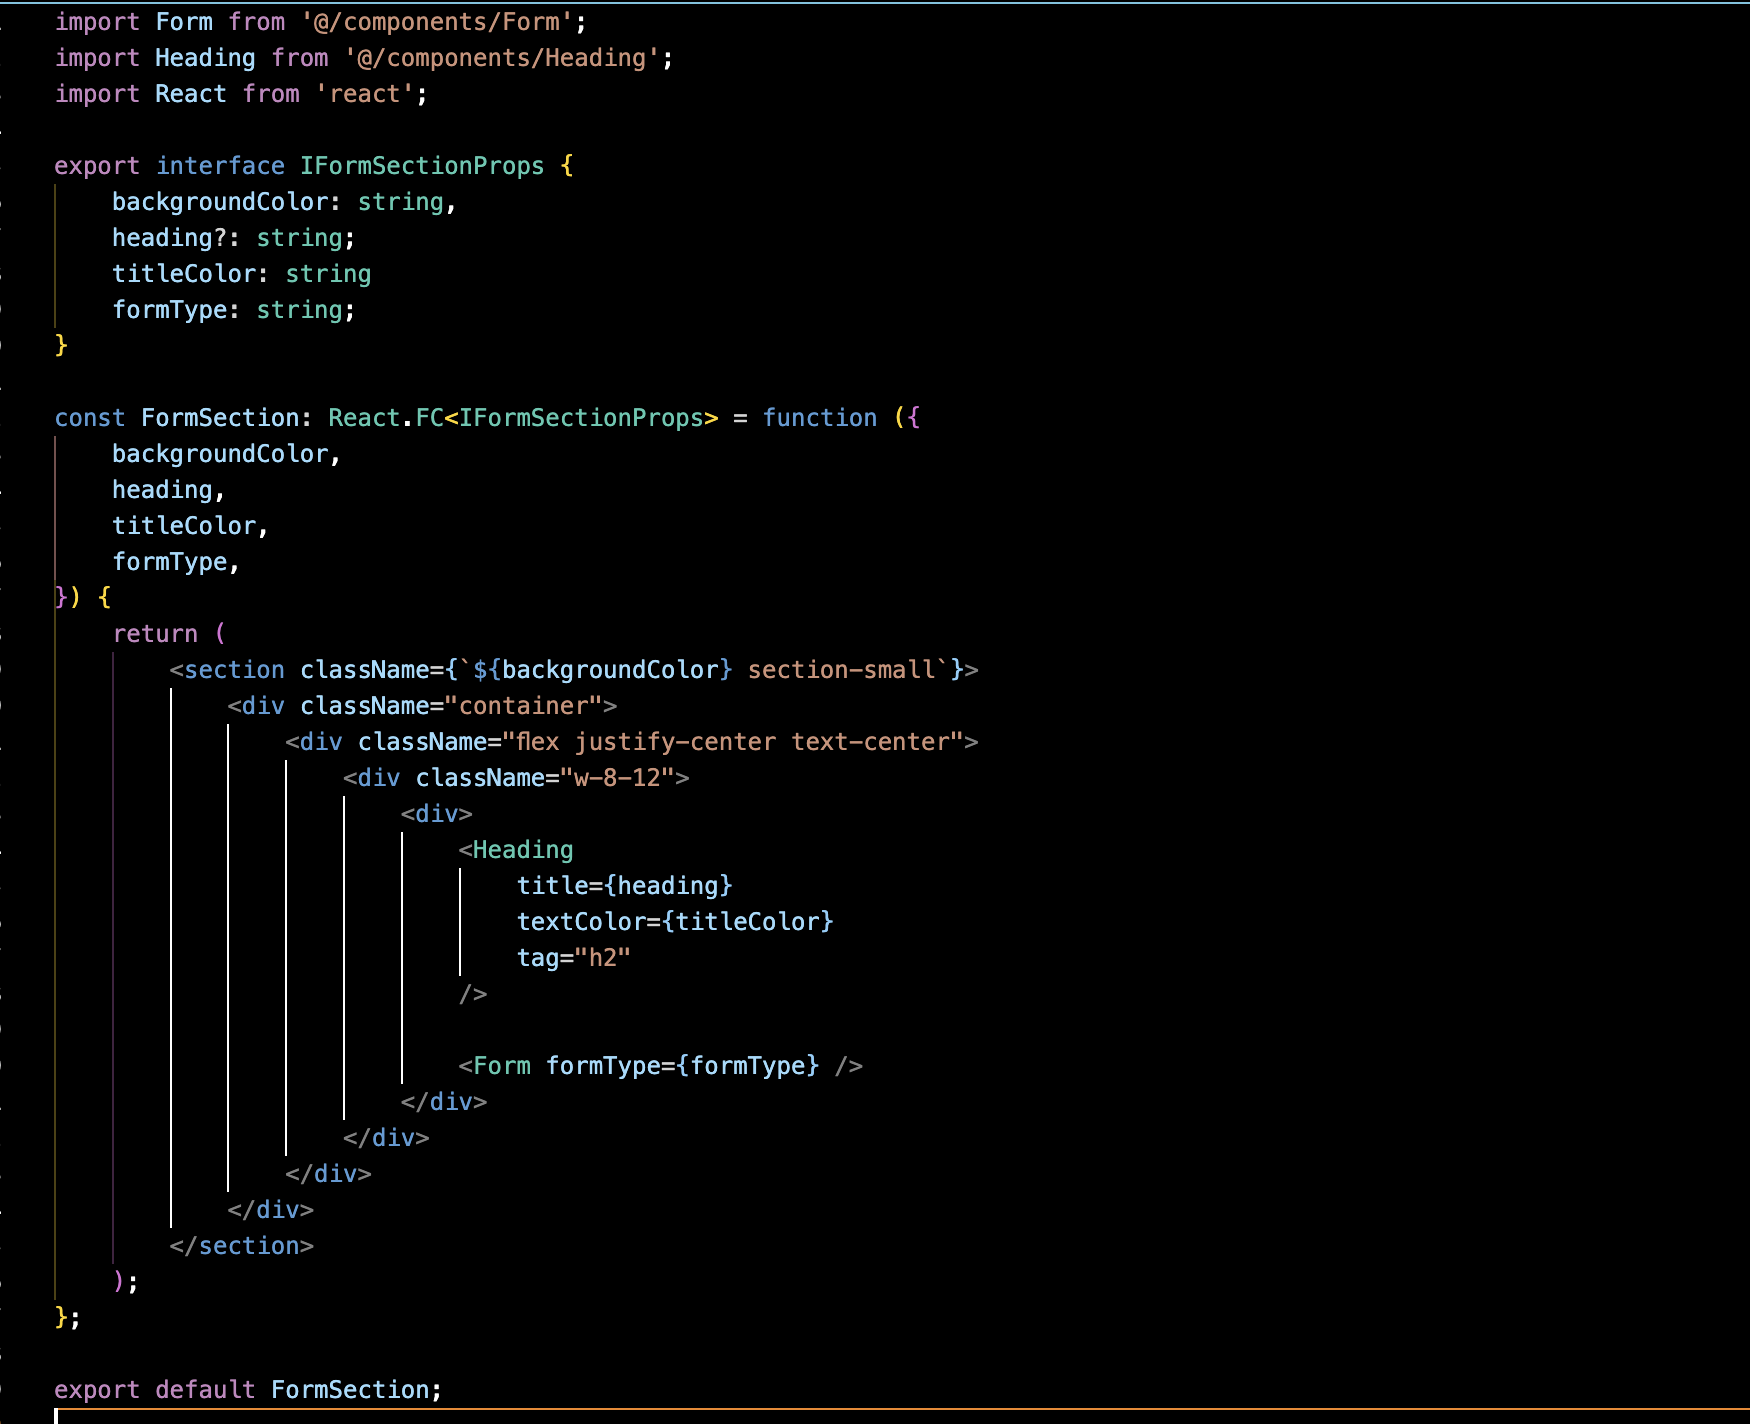 import Form from '@/components/Form';
import Heading from '@/components/Heading';
import React from 'react';

export interface IFormSectionProps {
    backgroundColor: string,
    heading?: string;
    titleColor: string
    formType: string;
}

const FormSection: React.FC<IFormSectionProps> = function ({
    backgroundColor,
    heading,
    titleColor,
    formType,
}) {
    return (
        <section className={`${backgroundColor} section-small`}>
            <div className="container">
                <div className="flex justify-center text-center">
                    <div className="w-8-12">
                        <div>
                            <Heading
                                title={heading}
                                textColor={titleColor}
                                tag="h2"
                            />

                            <Form formType={formType} />
                        </div>
                    </div>
                </div>
            </div>
        </section>
    );
};

export default FormSection;